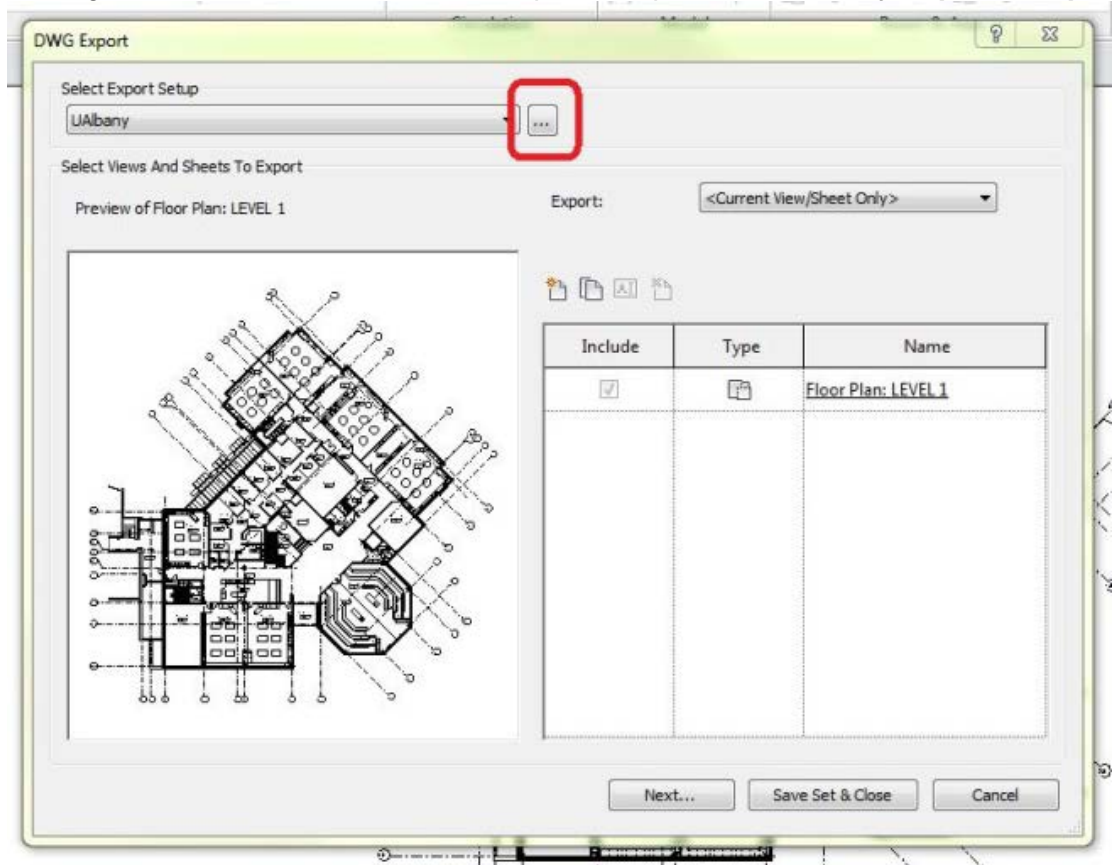 DWG Export
Select Export Setup
UAlbany
...
Select Views And Sheets To Export
Preview of Floor Plan: LEVEL 1
Export:
<Current View/Sheet Only>
Include Type Name
Floor Plan: LEVEL 1
Next...
Save Set & Close
Cancel